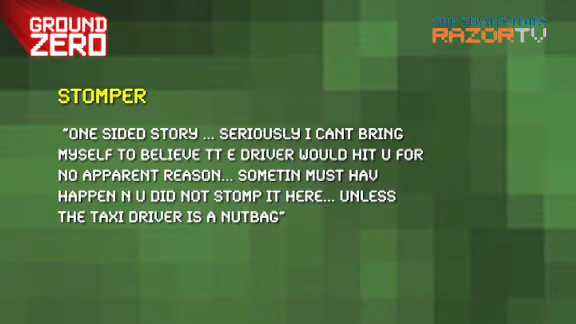 GROUND
ZERO
THE STRAITS TIMES
RAZORTV
STOMPER
"ONE SIDED STORY ... SERIOUSLY I CANT BRING
MYSELF TO BELIEVE TT E DRIVER WOULD HIT U FOR
NO APPARENT REASON... SOMETIN MUST HAV
HAPPEN N U DID NOT STOMP IT HERE... UNLESS
THE TAXI DRIVER IS A NUTBAG"